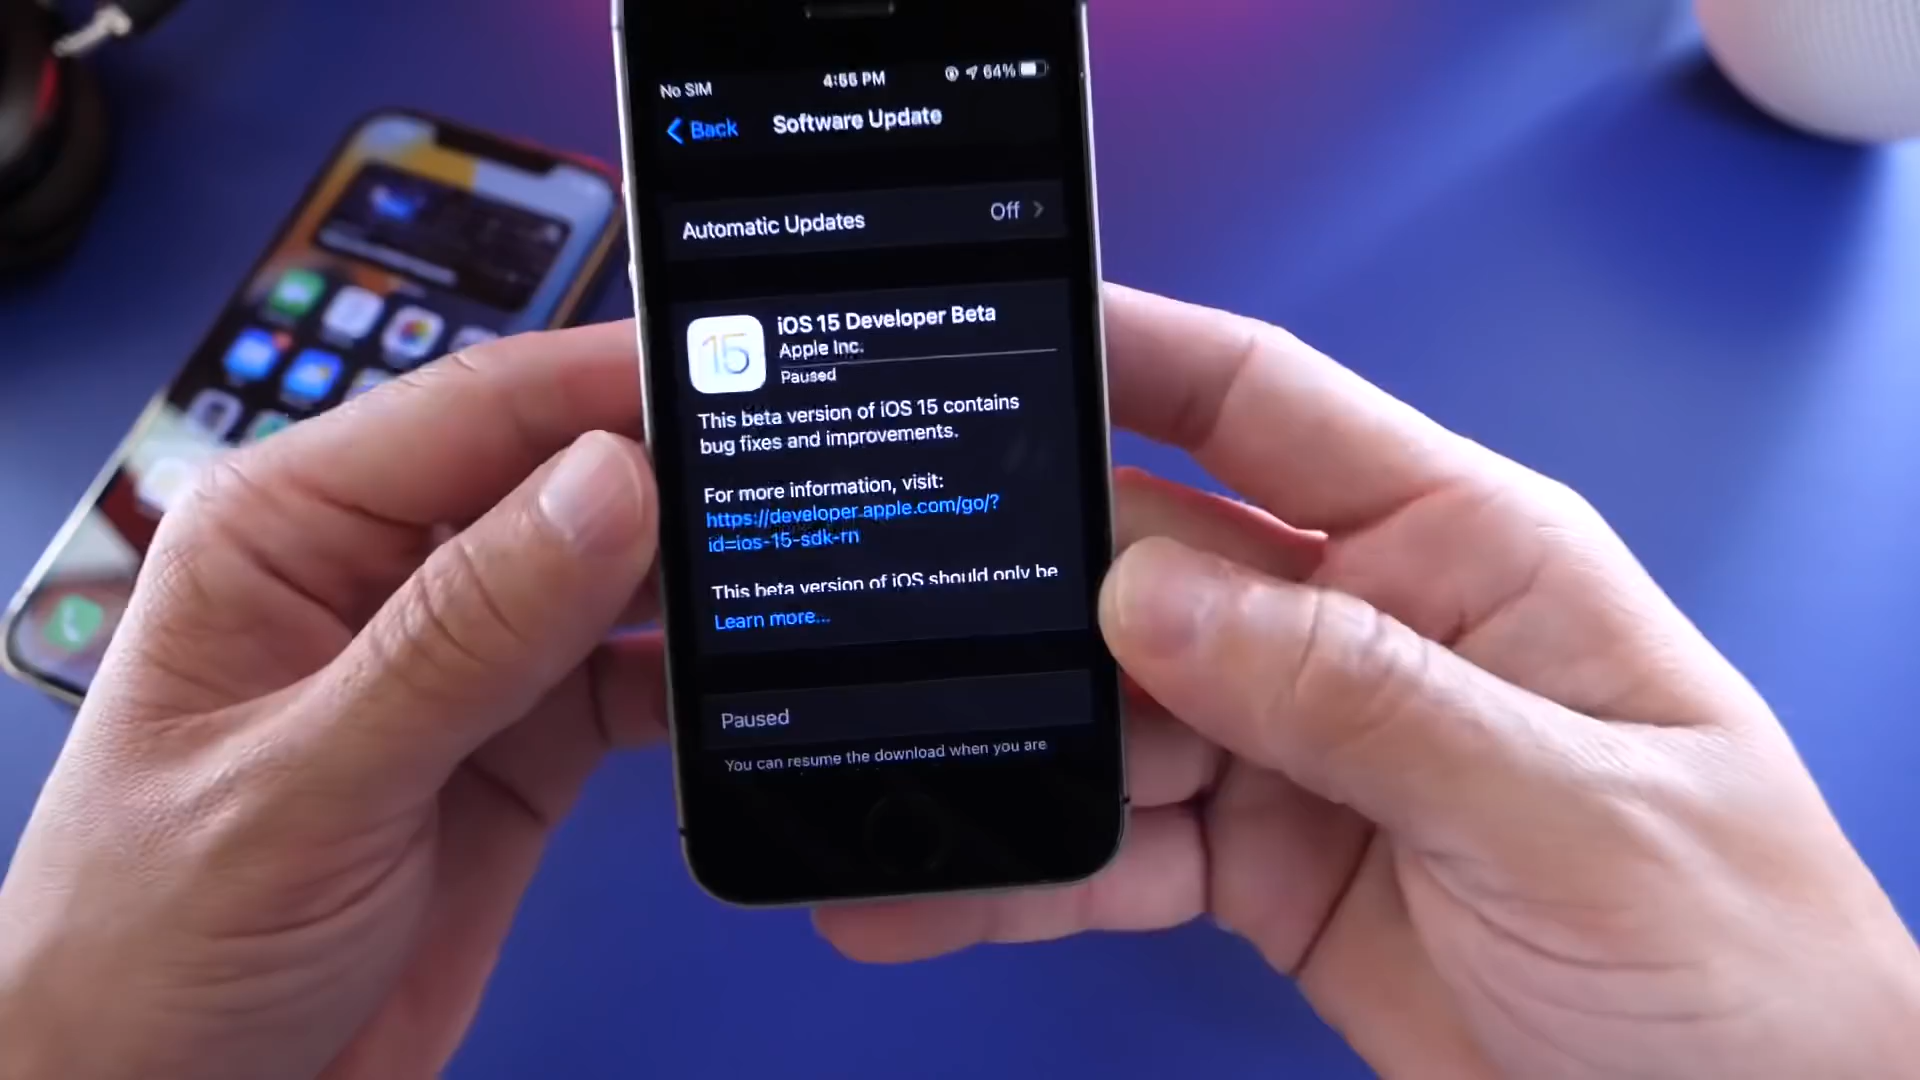 No SIM
4:56 PM
64%
Back
Software Update
Automatic Updates
Off
15
iOS 15 Developer Beta
Apple Inc.
Paused
This beta version of iOS 15 contains
bug fixes and improvements.
For more information, visit:
https://developer.apple.com/go/?
id=ios-15-sdk-rn
This beta version of iOS should only be
Learn more...
Paused
You can resume the download when you are